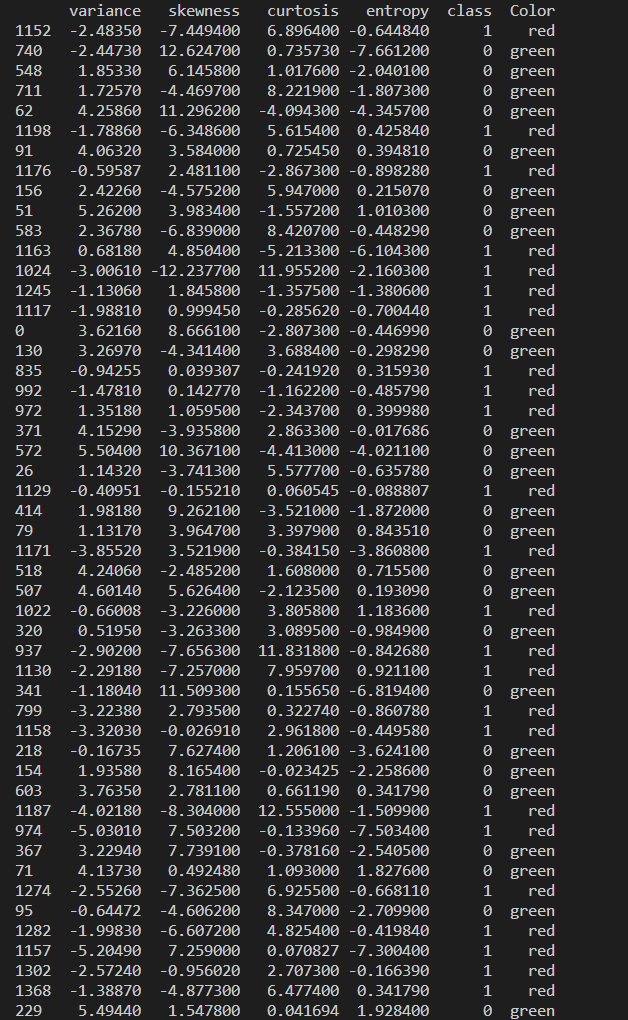 variance skewness curtosis entropy class Color
1152 -2.48350 -7.449400 6.896400 -0.644840 1 red
740 -2.44730 12.624700 0.735730 -7.661200 0 green
548 1.85330 6.145800 1.017600 -2.040100 0 green
711 1.72570 -4.469700 8.221900 -1.807300 0 green
62 4.25860 11.296200 -4.094300 -4.345700 0 green
1198 -1.78860 -6.348600 5.615400 0.425840 1 red
91 4.06320 3.584000 0.725450 0.394810 0 green
1176 -0.59587 2.481100 -2.867300 -0.898280 1 red
156 2.42260 -4.575200 5.947000 0.215070 0 green
51 5.26200 3.983400 -1.557200 1.010300 0 green
583 2.36780 -6.839000 8.420700 -0.448290 0 green
1163 0.68180 4.850400 -5.213300 -6.104300 1 red
1024 -3.00610 -12.237700 11.955200 -2.160300 1 red
1245 -1.13060 1.845800 -1.357500 -1.380600 1 red
1117 -1.98810 0.999450 -0.285620 -0.700440 1 red
0 3.62160 8.666100 -2.807300 -0.446990 0 green
130 3.26970 -4.341400 3.688400 -0.298290 0 green
835 -0.94255 0.039307 -0.241920 0.315930 1 red
992 -1.47810 0.142770 -1.162200 -0.485790 1 red
972 1.35180 1.059500 -2.343700 0.399980 1 red
371 4.15290 -3.935800 2.863300 -0.017686 0 green
572 5.50400 10.367100 -4.413000 -4.021100 0 green
26 1.14320 -3.741300 5.577700 -0.635780 0 green
1129 -0.40951 -0.155210 0.060545 -0.088807 1 red
414 1.98180 9.262100 -3.521000 -1.872000 0 green
79 1.13170 3.964700 3.397900 0.843510 0 green
1171 -3.85520 3.521900 -0.384150 -3.860800 1 red
518 4.24060 -2.485200 1.608000 0.715500 0 green
507 4.60140 5.626400 -2.123500 0.193090 0 green
1022 -0.66008 -3.226000 3.805800 1.183600 1 red
320 0.51950 -3.263300 3.089500 -0.984900 0 green
937 -2.90200 -7.656300 11.831800 -0.842680 1 red
1130 -2.29180 -7.257000 7.959700 0.921100 1 red
341 -1.18040 11.509300 0.155650 -6.819400 0 green
799 -3.22380 2.793500 0.322740 -0.860780 1 red
1158 -3.32030 -0.026910 2.961800 -0.449580 1 red
218 -0.16735 7.627400 1.206100 -3.624100 0 green
154 1.93580 8.165400 -0.023425 -2.258600 0 green
603 3.76350 2.781100 0.661190 0.341790 0 green
1187 -4.02180 -8.304000 12.555000 -1.509900 1 red
974 -5.03010 7.503200 -0.133960 -7.503400 1 red
367 3.22940 7.739100 -0.378160 -2.540500 0 green
71 4.13730 0.492480 1.093000 1.827600 0 green
1274 -2.55260 -7.362500 6.925500 -0.668110 1 red
95 -0.64472 -4.606200 8.347000 -2.709900 0 green
1282 -1.99830 -6.607200 4.825400 -0.419840 1 red
1157 -5.20490 7.259000 0.070827 -7.300400 1 red
1302 -2.57240 -0.956020 2.707300 -0.166390 1 red
1368 -1.38870 -4.877300 6.477400 0.341790 1 red
229 5.49440 1.547800 0.041694 1.928400 0 green